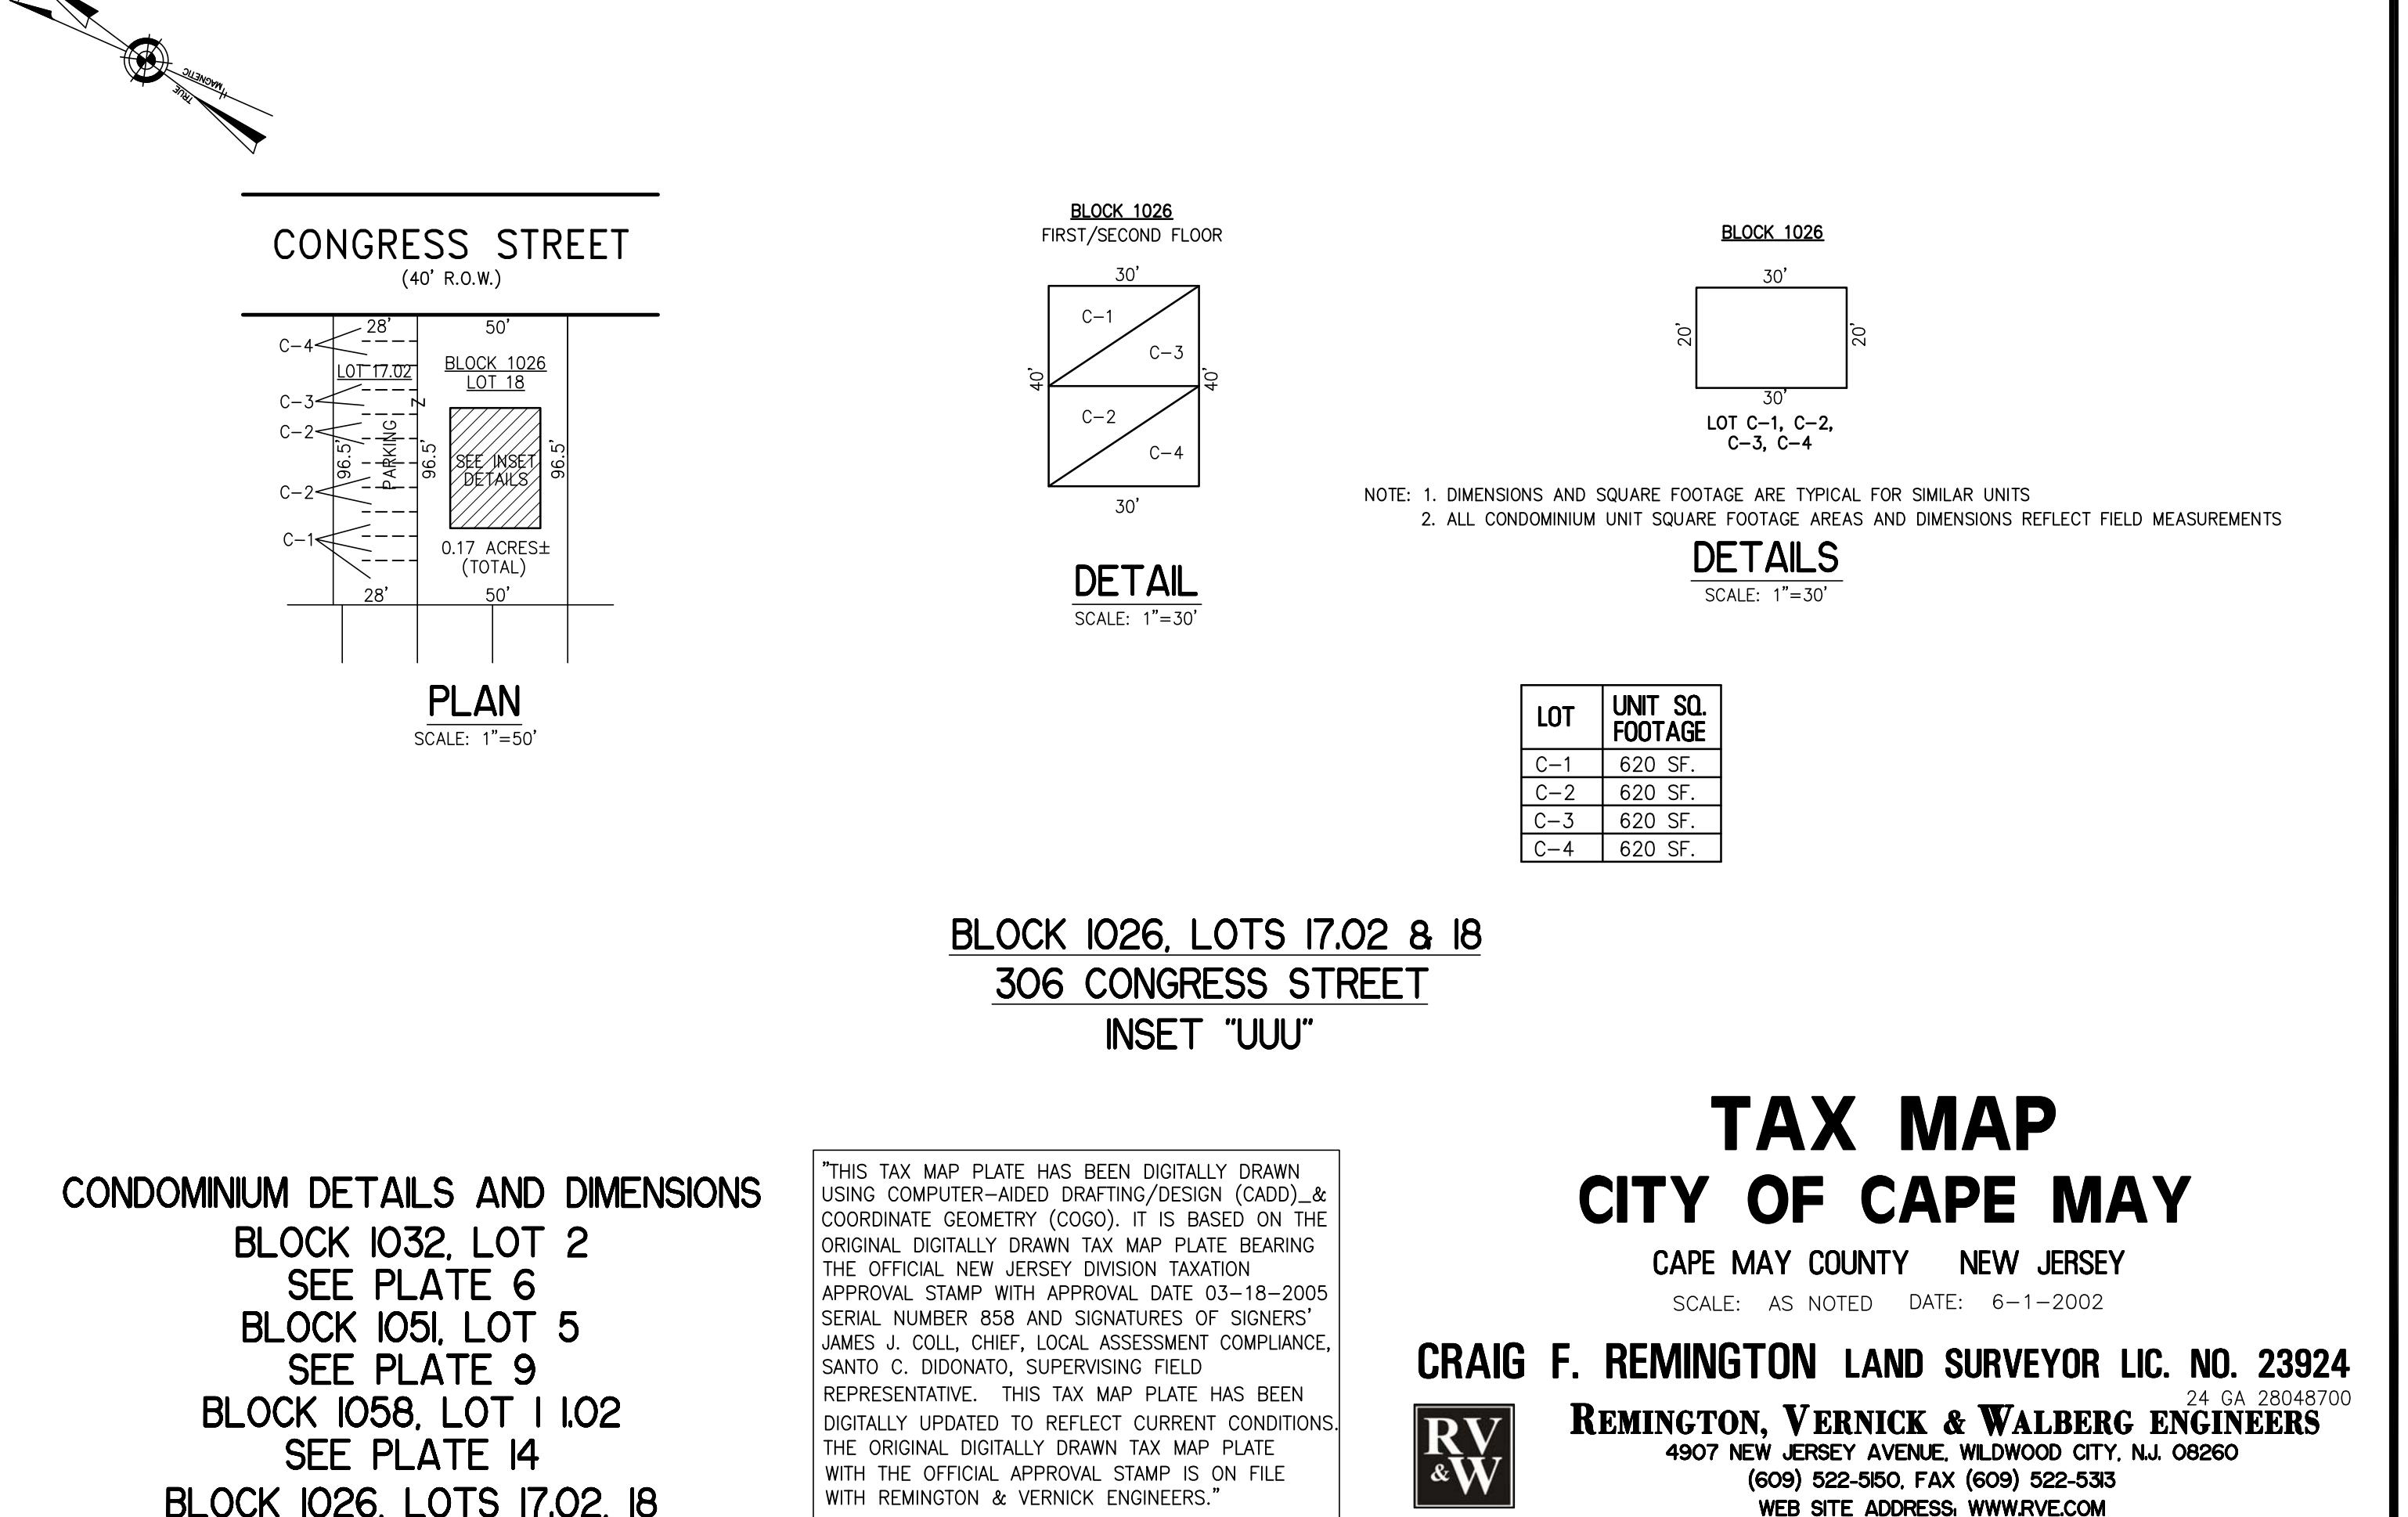 MAGNETIC
TRUE
CONGRESS STREET
(40' R.O.W.)
28'
50'
C-4
LOT 17.02
BLOCK 1026
LOT 18
C-3
Z
C-2
96.5'
PARKING
96.5'
SEE INSET
DETAILS
96.5'
C-2
C-1
0.17 ACRES±
(TOTAL)
28'
50'
PLAN
SCALE: 1"=50'
BLOCK 1026
FIRST/SECOND FLOOR
30'
C-1
C-3
40'
40'
C-2
C-4
30'
DETAIL
SCALE: 1"=30'
BLOCK 1026
30'
20'
20'
30'
LOT C-1, C-2,
C-3, C-4
NOTE: 1. DIMENSIONS AND SQUARE FOOTAGE ARE TYPICAL FOR SIMILAR UNITS
2. ALL CONDOMINIUM UNIT SQUARE FOOTAGE AREAS AND DIMENSIONS REFLECT FIELD MEASUREMENTS
DETAILS
SCALE: 1"=30'
LOT UNIT SQ. FOOTAGE
C-1 620 SF.
C-2 620 SF.
C-3 620 SF.
C-4 620 SF.
BLOCK 1026, LOTS 17.02 & 18
306 CONGRESS STREET
INSET "UUU"
CONDOMINIUM DETAILS AND DIMENSIONS
BLOCK 1032, LOT 2
SEE PLATE 6
BLOCK 1051, LOT 5
SEE PLATE 9
BLOCK 1058, LOT 1 1.02
SEE PLATE 14
BLOCK 1026, LOTS 17.02, 18
"THIS TAX MAP PLATE HAS BEEN DIGITALLY DRAWN
USING COMPUTER-AIDED DRAFTING/DESIGN (CADD)_&
COORDINATE GEOMETRY (COGO). IT IS BASED ON THE
ORIGINAL DIGITALLY DRAWN TAX MAP PLATE BEARING
THE OFFICIAL NEW JERSEY DIVISION TAXATION
APPROVAL STAMP WITH APPROVAL DATE 03-18-2005
SERIAL NUMBER 858 AND SIGNATURES OF SIGNERS'
JAMES J. COLL, CHIEF, LOCAL ASSESSMENT COMPLIANCE,
SANTO C. DIDONATO, SUPERVISING FIELD
REPRESENTATIVE. THIS TAX MAP PLATE HAS BEEN
DIGITALLY UPDATED TO REFLECT CURRENT CONDITIONS.
THE ORIGINAL DIGITALLY DRAWN TAX MAP PLATE
WITH THE OFFICIAL APPROVAL STAMP IS ON FILE
WITH REMINGTON & VERNICK ENGINEERS."
TAX MAP
CITY OF CAPE MAY
CAPE MAY COUNTY NEW JERSEY
SCALE: AS NOTED DATE: 6-1-2002
CRAIG F. REMINGTON LAND SURVEYOR LIC. NO. 23924
24 GA 28048700
RV
&W
REMINGTON, VERNICK & WALBERG ENGINEERS
4907 NEW JERSEY AVENUE, WILDWOOD CITY, N.J. 08260
(609) 522-5150, FAX (609) 522-5313
WEB SITE ADDRESS: WWW.RVE.COM